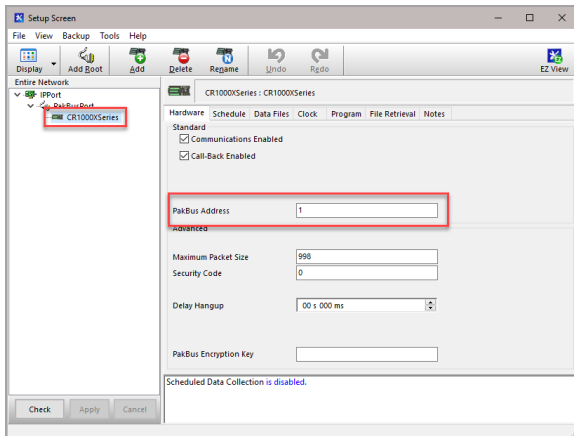 Setup Screen
File View Backup Tools Help
Display Add Root Add Delete Rename Undo Redo EZ View
Entire Network
IPPort
PakBusPort
CR1000XSeries
CR1000XSeries : CR1000XSeries
Hardware Schedule Data Files Clock Program File Retrieval Notes
Standard
Communications Enabled
Call-Back Enabled
PakBus Address 1
Advanced
Maximum Packet Size 998
Security Code 0
Delay Hangup 00 s 000 ms
PakBus Encryption Key
Scheduled Data Collection is disabled.
Check Apply Cancel